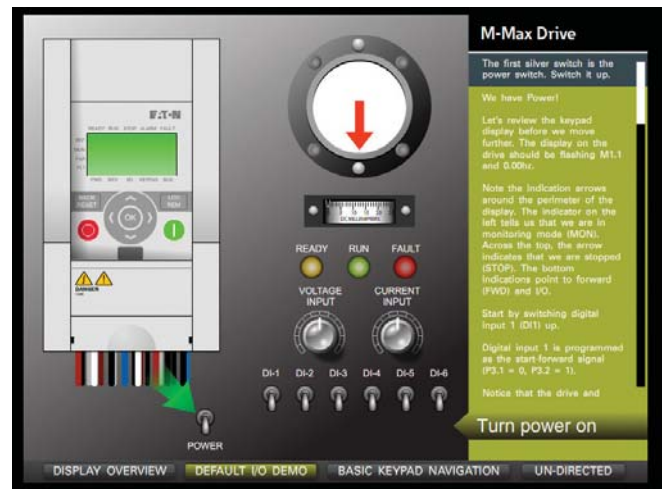 M-Max Drive
The first silver switch is the
power switch. Switch it up.
We have Power!
Let's review the keypad
display before we move
further. The display on the
drive should be flashing M1.1
and 0.00hr.
Note the Indication arrows
around the perimeter of the
display. The indicator on the
left tells us that we are in
monitoring mode (MON).
Across the top, the arrow
indicates that we are stopped
(STOP). The bottom
indications point to forward
(FWD) and I/O.
Start by switching digital
input 1 (DI1) up.
Digital input 1 is programmed
as the start-forward signal
(P3.1 = 0, P3.2 = 1).
Notice that the drive and
Turn power on
EATON
READY RUN STOP ALARM FAULT
FWD REV I/O KEYPAD BUS
BACK
RESET
OK
LOC
REM
DANGER
DC MILLIAMPERES
READY
RUN
FAULT
VOLTAGE
INPUT
CURRENT
INPUT
DI-1
DI-2
DI-3
DI-4
DI-5
DI-6
POWER
DISPLAY OVERVIEW
DEFAULT I/O DEMO
BASIC KEYPAD NAVIGATION
UN-DIRECTED